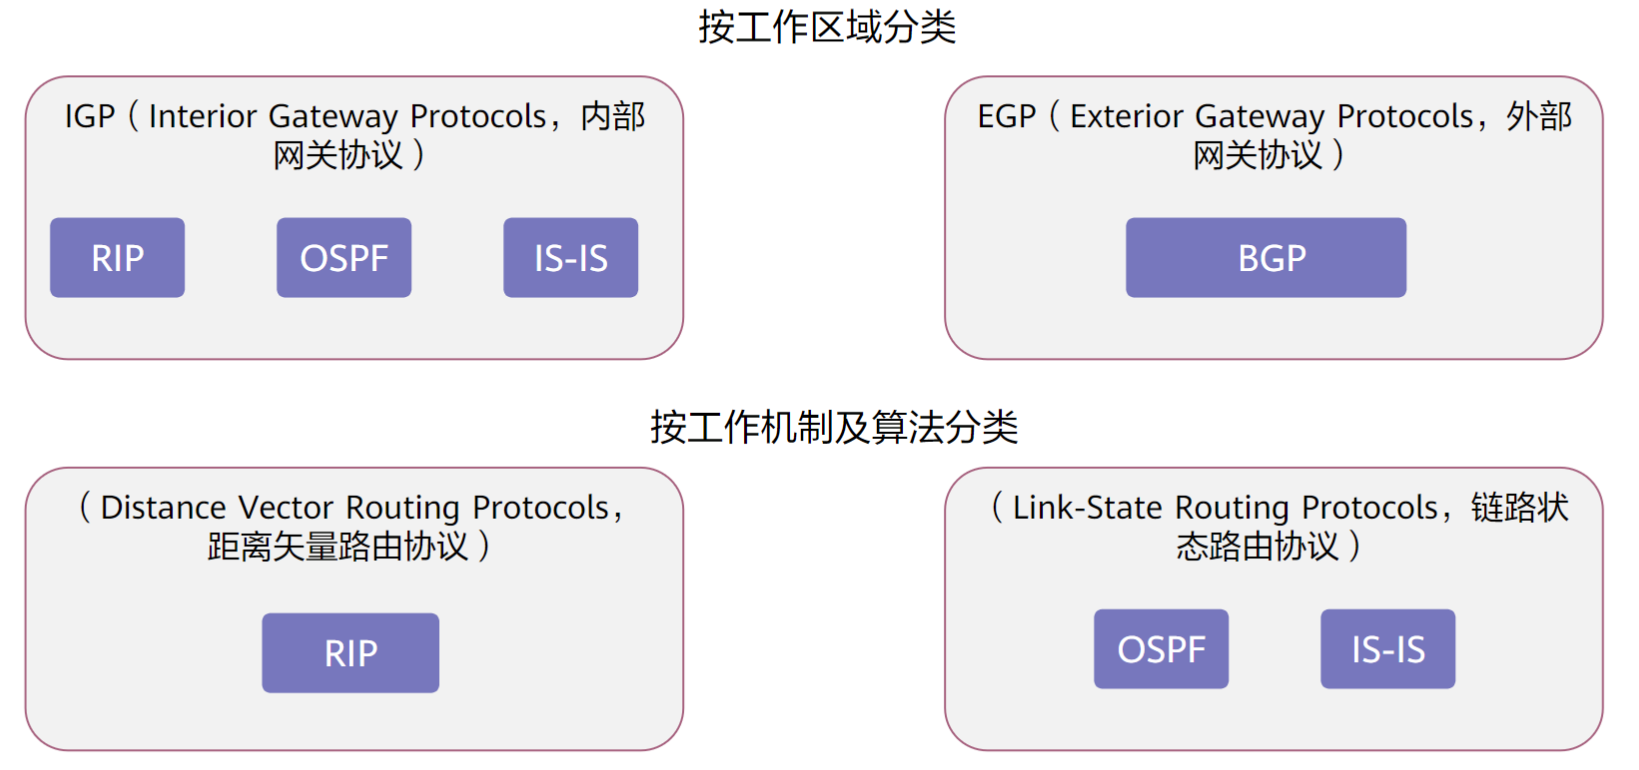 按工作区域分类
IGP（Interior Gateway Protocols，内部
网关协议）
EGP（Exterior Gateway Protocols，外部
网关协议）
RIP
OSPF
IS-IS
BGP
按工作机制及算法分类
（Distance Vector Routing Protocols，
距离矢量路由协议）
（Link-State Routing Protocols，链路状
态路由协议）
RIP
OSPF
IS-IS